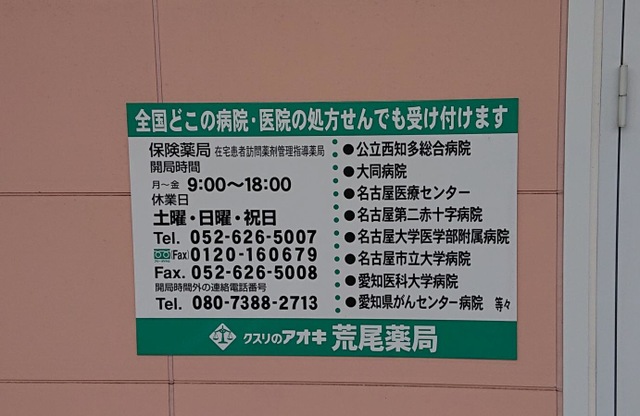 全国どこの病院・医院の処方せんでも受け付けます
保険薬局 在宅患者訪問薬剤管理指導薬局
開局時間
月～金 9:00～18:00
休業日
土曜・日曜・祝日
Tel. 052-626-5007
(Fax) 0120-160679
Fax. 052-626-5008
開局時間外の連絡電話番号
Tel. 080-7388-2713
●公立西知多総合病院
●大同病院
●名古屋医療センター
●名古屋第二赤十字病院
●名古屋大学医学部附属病院
●名古屋市立大学病院
●愛知医科大学病院
●愛知県がんセンター病院 等々
クスリのアオキ 荒尾薬局